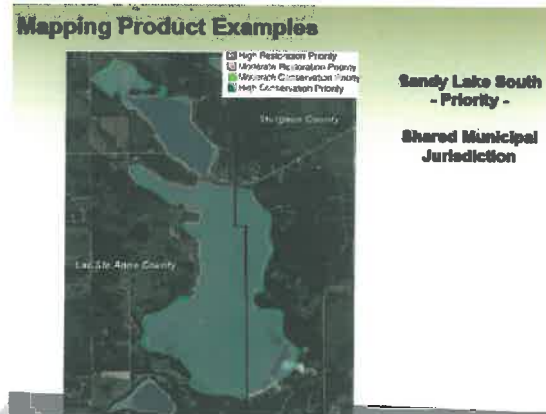 Mapping Product Examples
High Restoration Priority
Moderate Restoration Priority
Moderate Conservation Priority
High Conservation Priority
Sandy Lake South
- Priority -
Shared Municipal
Jurisdiction
Sturgeon County
Lac Ste Anne County